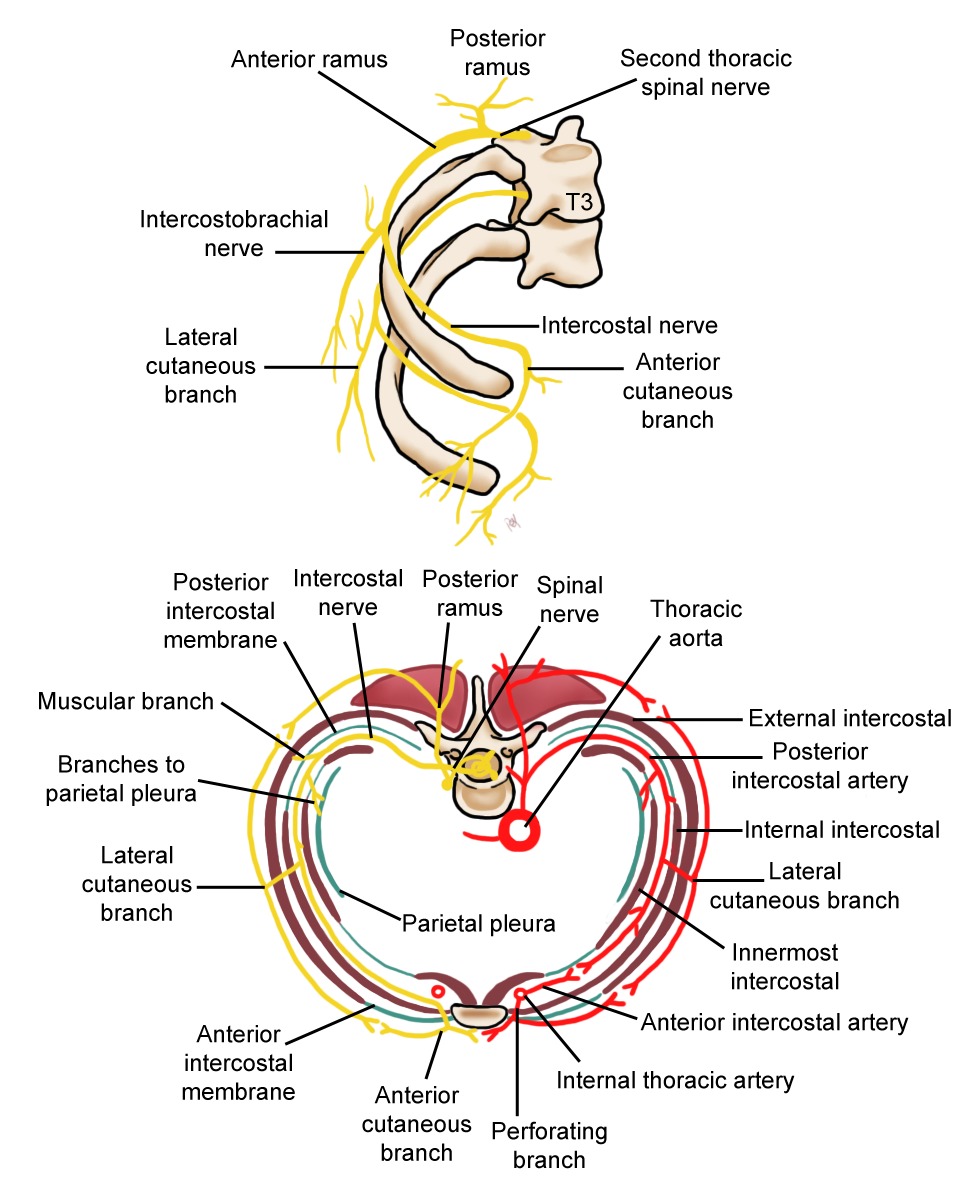 Anterior ramus
Posterior
ramus
Second thoracic
spinal nerve
T3
Intercostobrachial
nerve
Intercostal nerve
Lateral
cutaneous
branch
Anterior
cutaneous
branch
Posterior
intercostal
membrane
Intercostal
nerve
Posterior
ramus
Spinal
nerve
Thoracic
aorta
Muscular branch
External intercostal
Branches to
parietal pleura
Posterior
intercostal artery
Internal intercostal
Lateral
cutaneous
branch
Lateral
cutaneous branch
Parietal pleura
Innermost
intercostal
Anterior
intercostal
membrane
Anterior intercostal artery
Internal thoracic artery
Anterior
cutaneous
branch
Perforating
branch